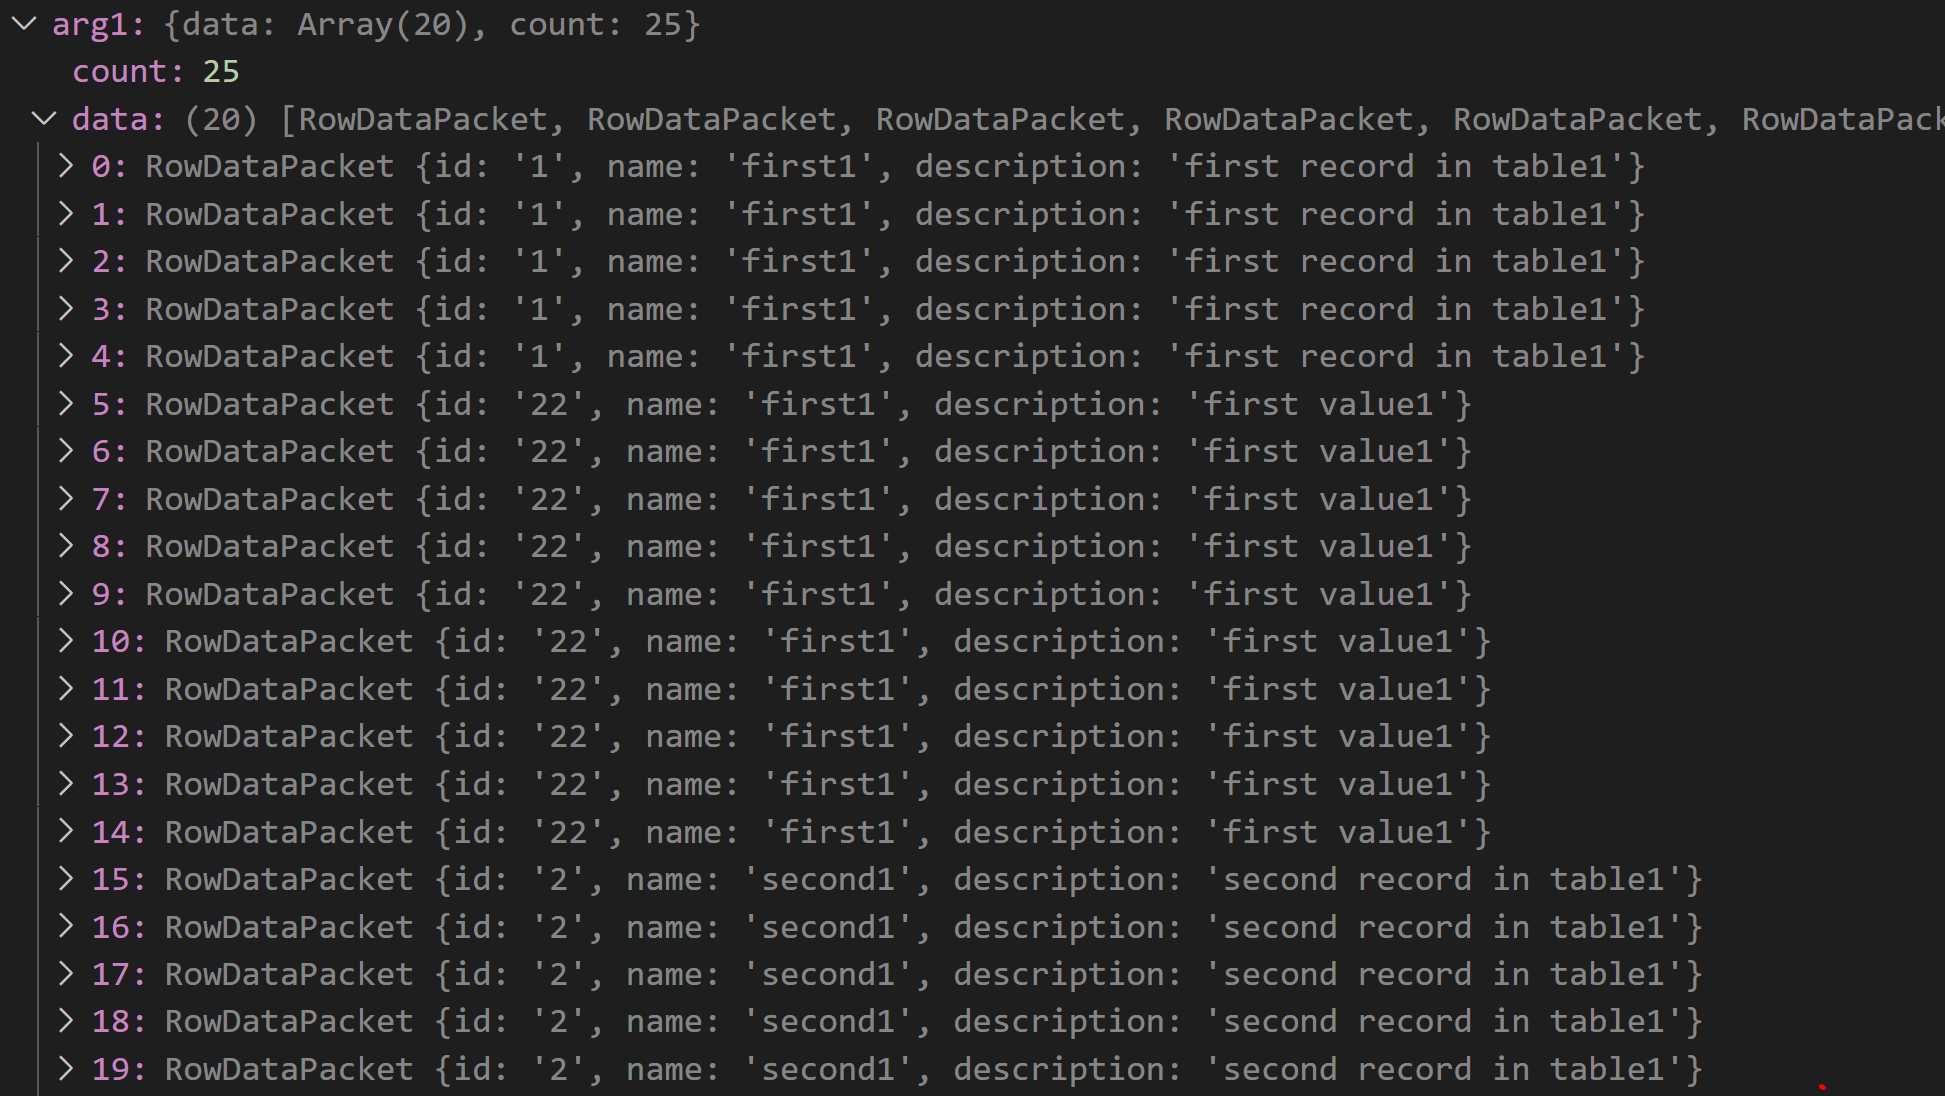 arg1: {data: Array(20), count: 25}
count: 25
data: (20) [RowDataPacket, RowDataPacket, RowDataPacket, RowDataPacket, RowDataPacket, RowDataPack
0: RowDataPacket {id: '1', name: 'first1', description: 'first record in table1'}
1: RowDataPacket {id: '1', name: 'first1', description: 'first record in table1'}
2: RowDataPacket {id: '1', name: 'first1', description: 'first record in table1'}
3: RowDataPacket {id: '1', name: 'first1', description: 'first record in table1'}
4: RowDataPacket {id: '1', name: 'first1', description: 'first record in table1'}
5: RowDataPacket {id: '22', name: 'first1', description: 'first value1'}
6: RowDataPacket {id: '22', name: 'first1', description: 'first value1'}
7: RowDataPacket {id: '22', name: 'first1', description: 'first value1'}
8: RowDataPacket {id: '22', name: 'first1', description: 'first value1'}
9: RowDataPacket {id: '22', name: 'first1', description: 'first value1'}
10: RowDataPacket {id: '22', name: 'first1', description: 'first value1'}
11: RowDataPacket {id: '22', name: 'first1', description: 'first value1'}
12: RowDataPacket {id: '22', name: 'first1', description: 'first value1'}
13: RowDataPacket {id: '22', name: 'first1', description: 'first value1'}
14: RowDataPacket {id: '22', name: 'first1', description: 'first value1'}
15: RowDataPacket {id: '2', name: 'second1', description: 'second record in table1'}
16: RowDataPacket {id: '2', name: 'second1', description: 'second record in table1'}
17: RowDataPacket {id: '2', name: 'second1', description: 'second record in table1'}
18: RowDataPacket {id: '2', name: 'second1', description: 'second record in table1'}
19: RowDataPacket {id: '2', name: 'second1', description: 'second record in table1'}